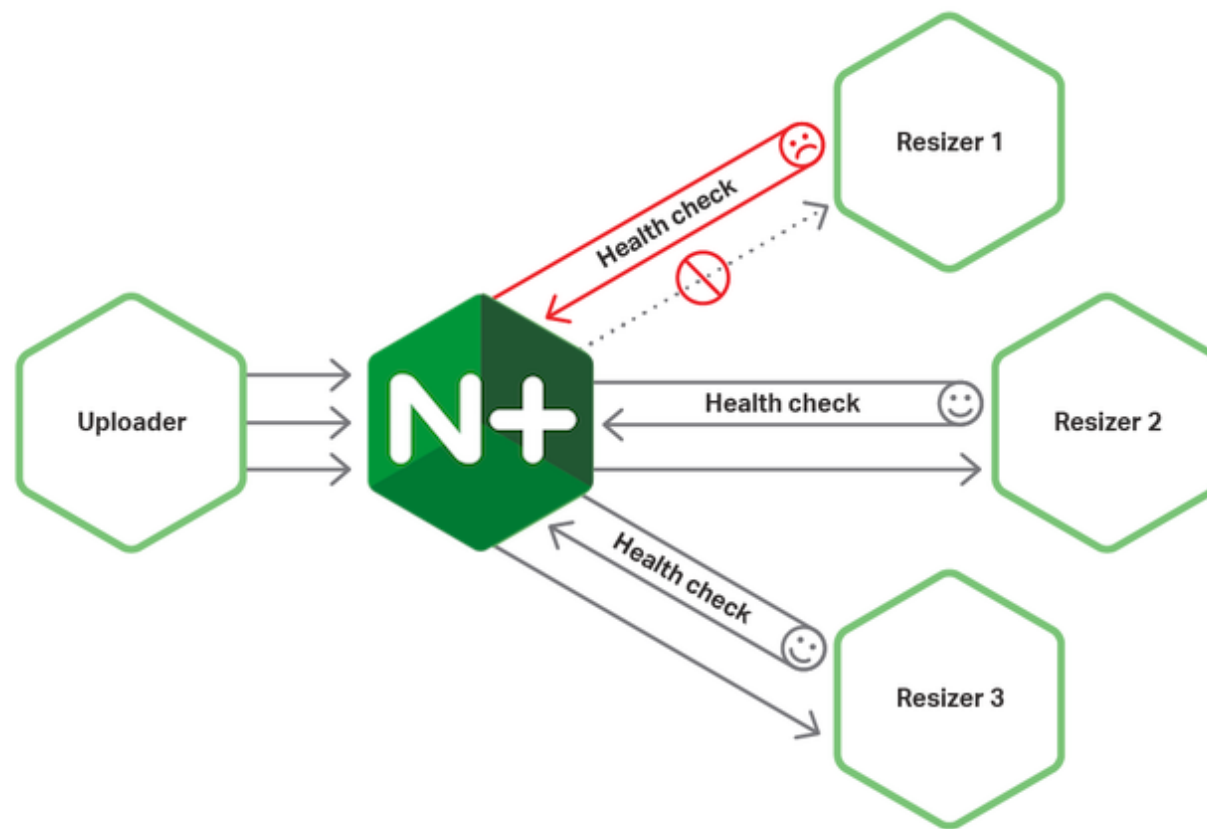 Resizer 1
Health check
Uploader
N+
Health check
Resizer 2
Health check
Resizer 3